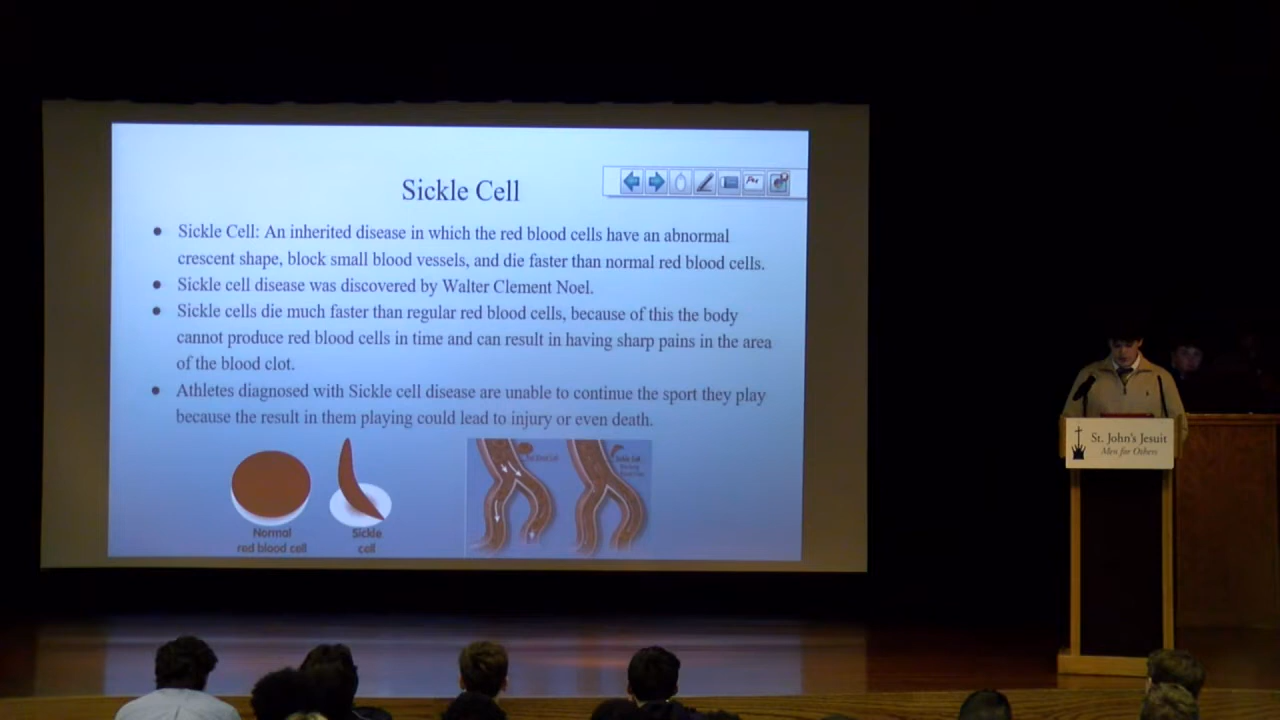 Sickle Cell
● Sickle Cell: An inherited disease in which the red blood cells have an abnormal
crescent shape, block small blood vessels, and die faster than normal red blood cells.
● Sickle cell disease was discovered by Walter Clement Noel.
● Sickle cells die much faster than regular red blood cells, because of this the body
cannot produce red blood cells in time and can result in having sharp pains in the area
of the blood clot.
● Athletes diagnosed with Sickle cell disease are unable to continue the sport they play
because the result in them playing could lead to injury or even death.
Normal
red blood cell
Sickle
cell
Sickle Cell
St. John's Jesuit
Men for Others